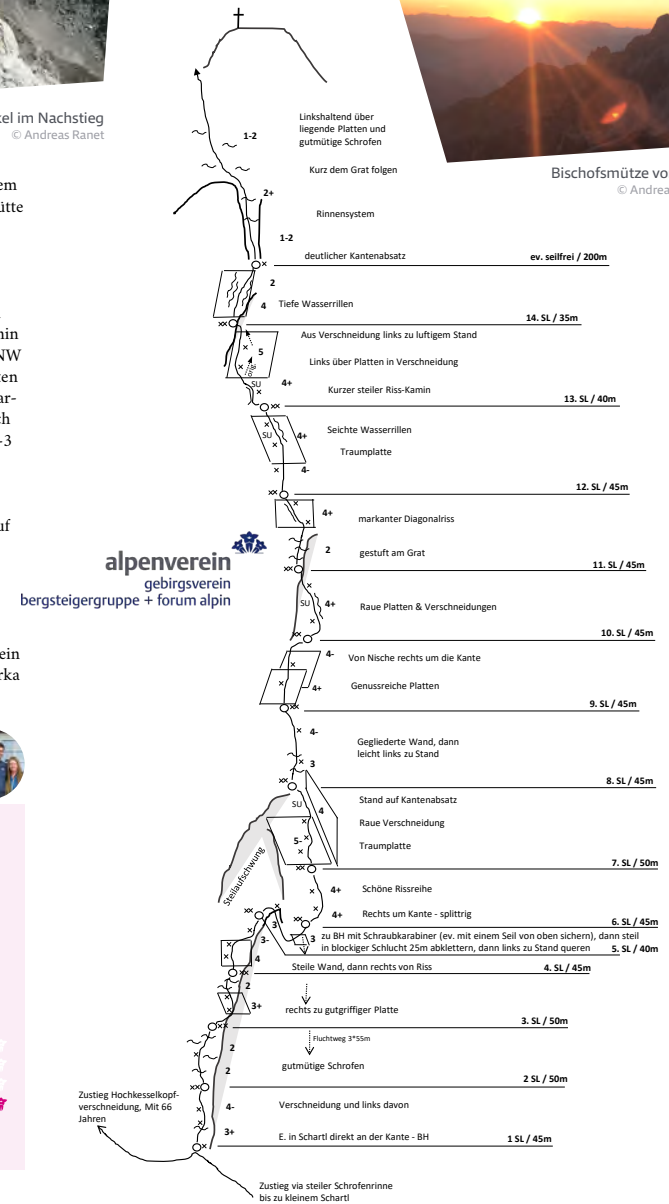 kel im Nachstieg
© Andreas Ranet
Bischofsmütze vo
© Andrea
em
ütte
nin
NW
ten
ar-
ch
-3
uf
ein
rka
alpenverein
gebirgsverein
bergsteigergruppe + forum alpin
Linkshaltend über
liegende Platten und
gutmütige Schrofen
1-2
Kurz dem Grat folgen
2+
Rinnensystem
1-2
deutlicher Kantenabsatz
ev. seilfrei / 200m
2
4
Tiefe Wasserrillen
14. SL / 35m
Aus Verschneidung links zu luftigem Stand
5
Links über Platten in Verschneidung
SU
4+
Kurzer steiler Riss-Kamin
13. SL / 40m
Seichte Wasserrillen
SU
4+
Traumplatte
4-
12. SL / 45m
4+
markanter Diagonalriss
2
gestuft am Grat
11. SL / 45m
SU
4+
Raue Platten & Verschneidungen
10. SL / 45m
4-
Von Nische rechts um die Kante
4+
Genussreiche Platten
9. SL / 45m
4-
Gegliederte Wand, dann
leicht links zu Stand
3
8. SL / 45m
Stand auf Kantenabsatz
SU
4
Raue Verschneidung
5-
Traumplatte
7. SL / 50m
Steilaufschwung
4+
Schöne Rissreihe
4+
Rechts um Kante - splittrig
6. SL / 45m
3
3-
3
zu BH mit Schraubkarabiner (ev. mit einem Seil von oben sichern), dann steil
in blockiger Schlucht 25m abklettern, dann links zu Stand queren
5. SL / 40m
4
Steile Wand, dann rechts von Riss
4. SL / 45m
2
3+
rechts zu gutgriffiger Platte
3. SL / 50m
Fluchtweg 3*55m
2
2
gutmütige Schrofen
2 SL / 50m
Zustieg Hochkesselkopf-
verschneidung, Mit 66
Jahren
4-
Verschneidung und links davon
3+
E. in Schartl direkt an der Kante - BH
1 SL / 45m
Zustieg via steiler Schrofenrinne
bis zu kleinem Schartl